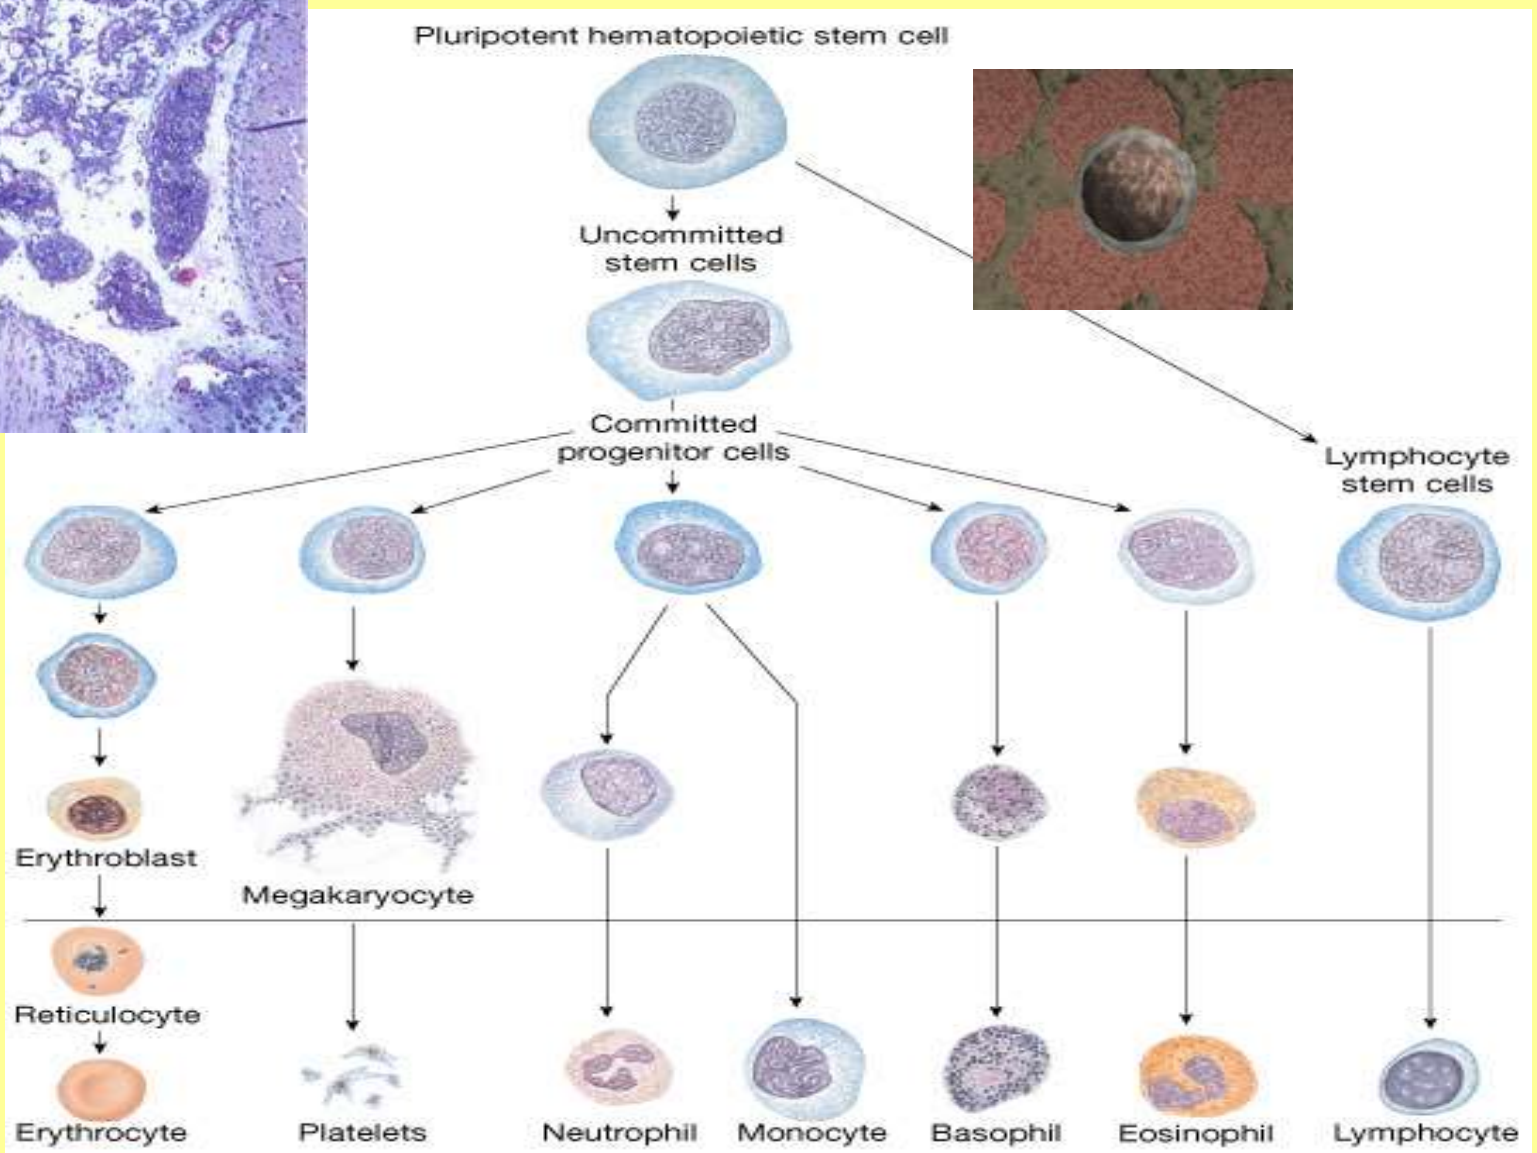 Pluripotent hematopoietic stem cell
Uncommitted
stem cells
Committed
progenitor cells
Lymphocyte
stem cells
Erythroblast
Megakaryocyte
Reticulocyte
Erythrocyte
Platelets
Neutrophil
Monocyte
Basophil
Eosinophil
Lymphocyte